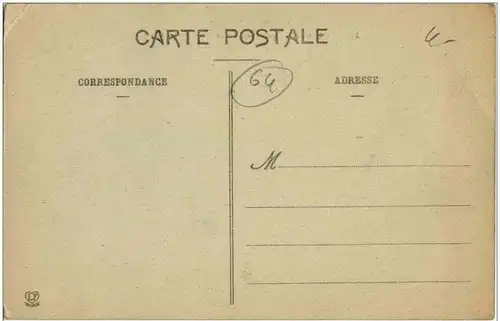 CARTE POSTALE
4-
64
CORRESPONDANCE
ADRESSE
M